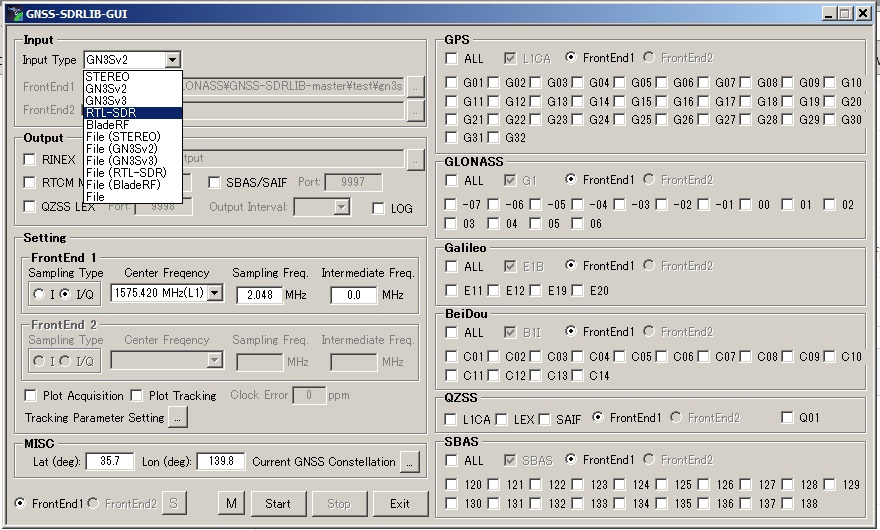 GNSS-SDRLIB-GUI
Input
Input Type GN3Sv2
STEREO
GN3Sv2
GN3Sv3
RTL-SDR
BladeRF
File (STEREO)
File (GN3Sv2)
File (GN3Sv3)
File (RTL-SDR)
File (BladeRF)
File
FrontEnd1 LONASS¥GNSS-SDRLIB-master¥test¥gn3s ..
FrontEnd2 ..
Output
RINEX tput ..
RTCM M SBAS/SAIF Port: 9997
QZSS LEX Port: 9998 Output Interval: LOG
Setting
FrontEnd 1
Sampling Type Center Freqency Sampling Freq. Intermediate Freq.
I I/Q 1575.420 MHz(L1) 2.048 MHz 0.0 MHz
FrontEnd 2
Sampling Type Center Freqency Sampling Freq. Intermediate Freq.
I I/Q MHz MHz
Plot Acquisition Plot Tracking Clock Error 0 ppm
Tracking Parameter Setting ...
MISC
Lat (deg): 35.7 Lon (deg): 139.8 Current GNSS Constellation ...
FrontEnd1 FrontEnd2 S M Start Stop Exit
GPS
ALL L1CA FrontEnd1 FrontEnd2
G01 G02 G03 G04 G05 G06 G07 G08 G09 G10
G11 G12 G13 G14 G15 G16 G17 G18 G19 G20
G21 G22 G23 G24 G25 G26 G27 G28 G29 G30
G31 G32
GLONASS
ALL G1 FrontEnd1 FrontEnd2
-07 -06 -05 -04 -03 -02 -01 00 01 02
03 04 05 06
Galileo
ALL E1B FrontEnd1 FrontEnd2
E11 E12 E19 E20
BeiDou
ALL B1I FrontEnd1 FrontEnd2
C01 C02 C03 C04 C05 C06 C07 C08 C09 C10
C11 C12 C13 C14
QZSS
L1CA LEX SAIF FrontEnd1 FrontEnd2 Q01
SBAS
ALL SBAS FrontEnd1 FrontEnd2
120 121 122 123 124 125 126 127 128 129
130 131 132 133 134 135 136 137 138